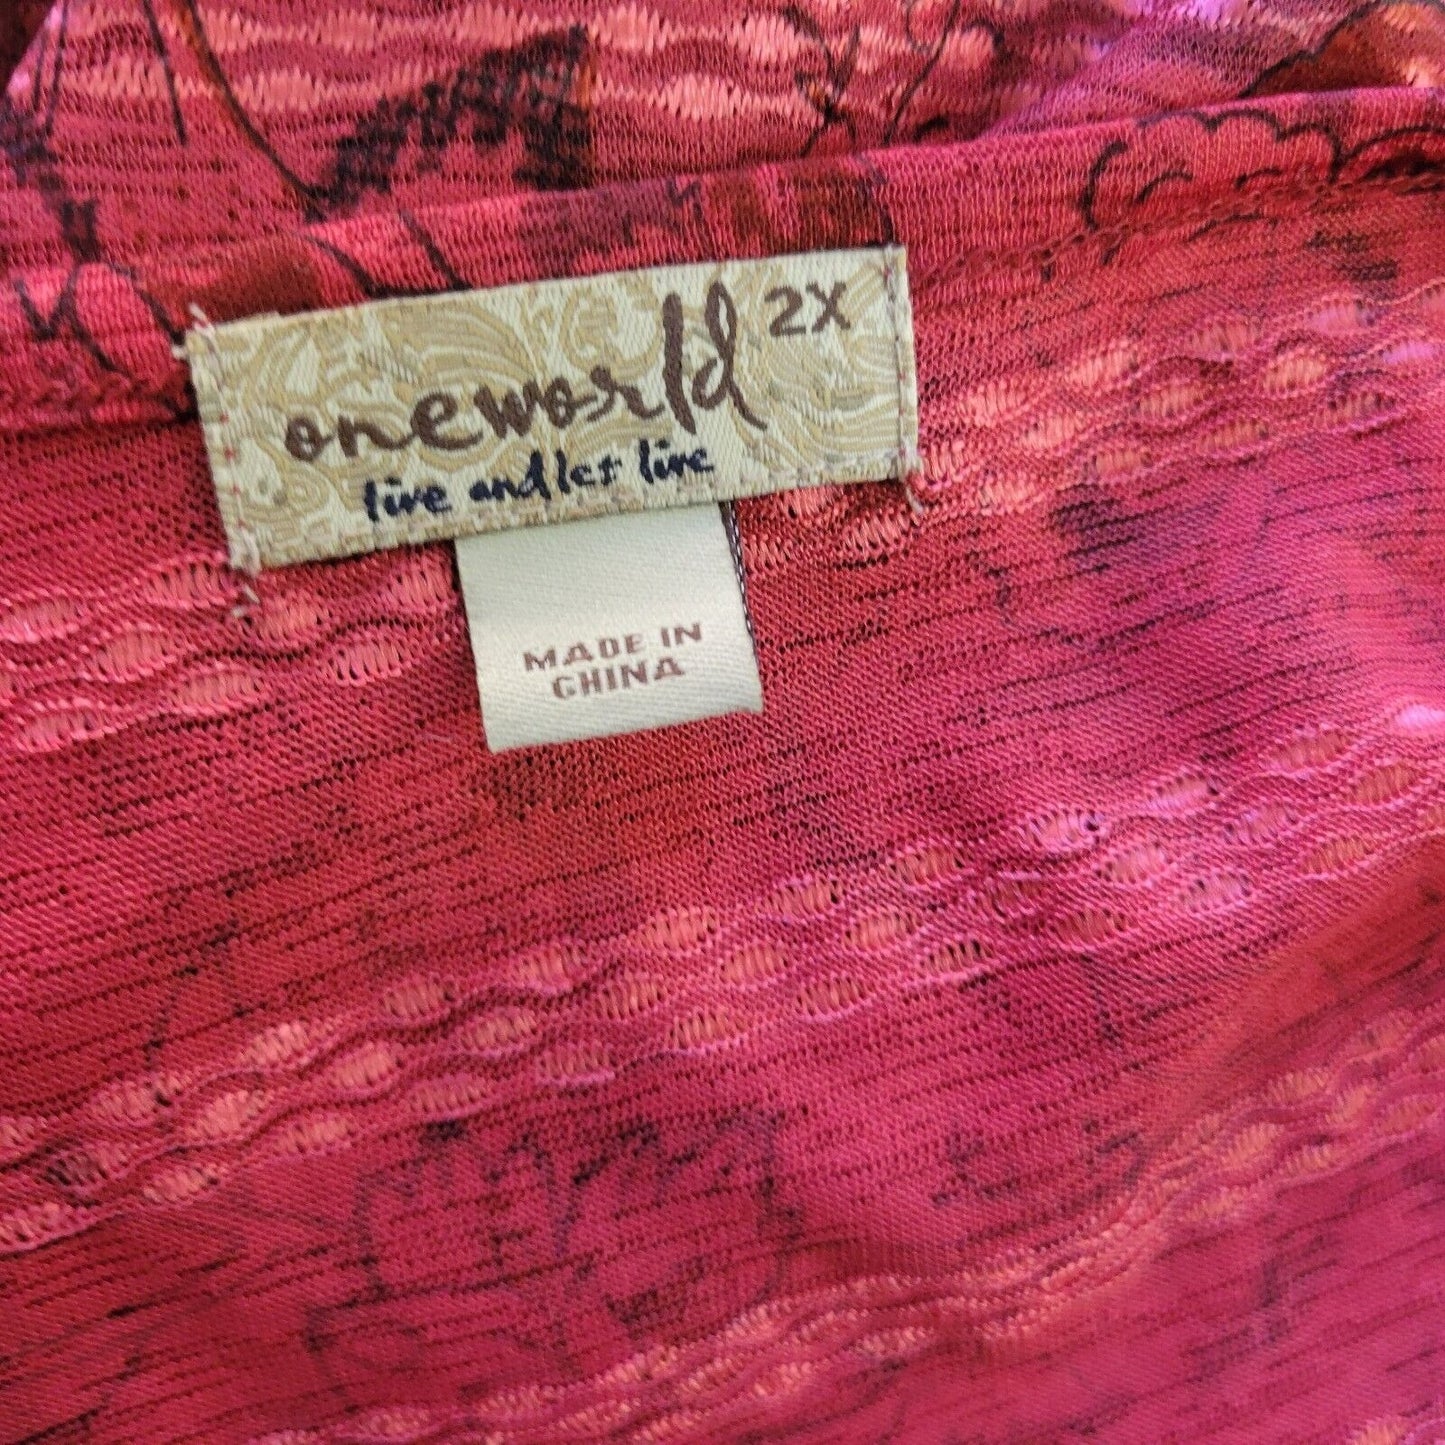 oneworld 2X
live and let live
MADE IN
CHINA